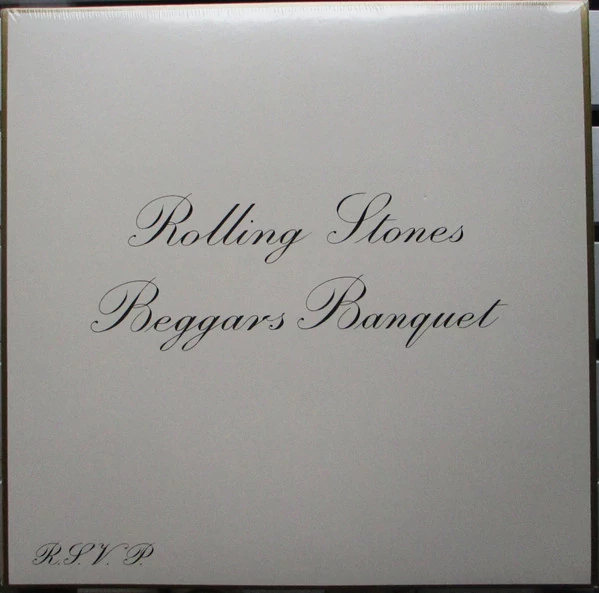 Rolling Stones
Beggars Banquet
R.S.V.P.